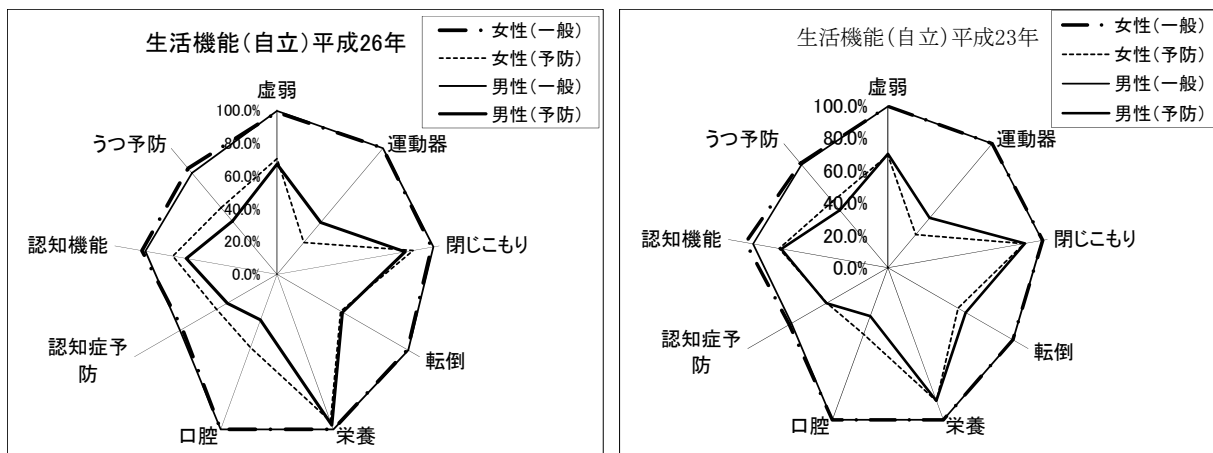 生活機能(自立)平成26年
女性(一般)
女性(予防)
男性(一般)
男性(予防)
虚弱
運動器
閉じこもり
転倒
栄養
口腔
認知症予
防
認知機能
うつ予防
100.0%
80.0%
60.0%
40.0%
20.0%
0.0%
生活機能(自立)平成23年
女性(一般)
女性(予防)
男性(一般)
男性(予防)
虚弱
運動器
閉じこもり
転倒
栄養
口腔
認知症予
防
認知機能
うつ予防
100.0%
80.0%
60.0%
40.0%
20.0%
0.0%